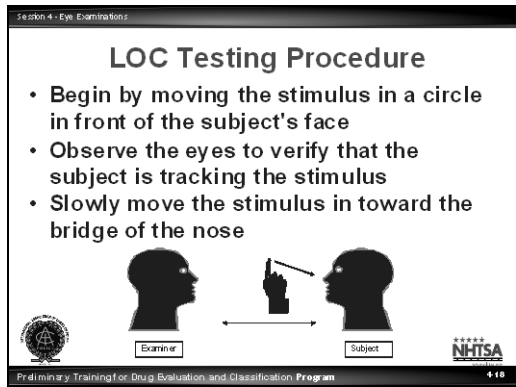 Session 4 - Eye Examinations
LOC Testing Procedure
• Begin by moving the stimulus in a circle
in front of the subject's face
• Observe the eyes to verify that the
subject is tracking the stimulus
• Slowly move the stimulus in toward the
bridge of the nose
Examiner
Subject
NHTSA
Preliminary Training for Drug Evaluation and Classification Program
4-18